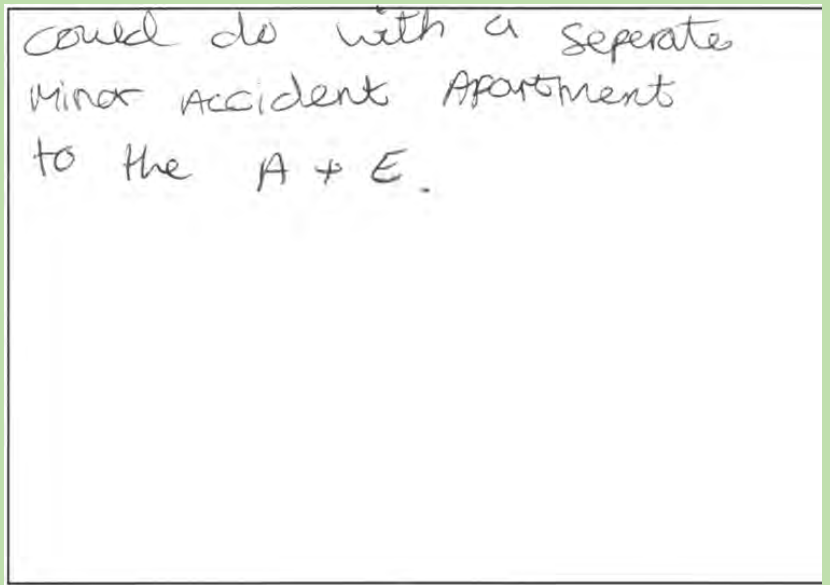 could do with a seperate
Minor Accident Apartment
to the A + E.